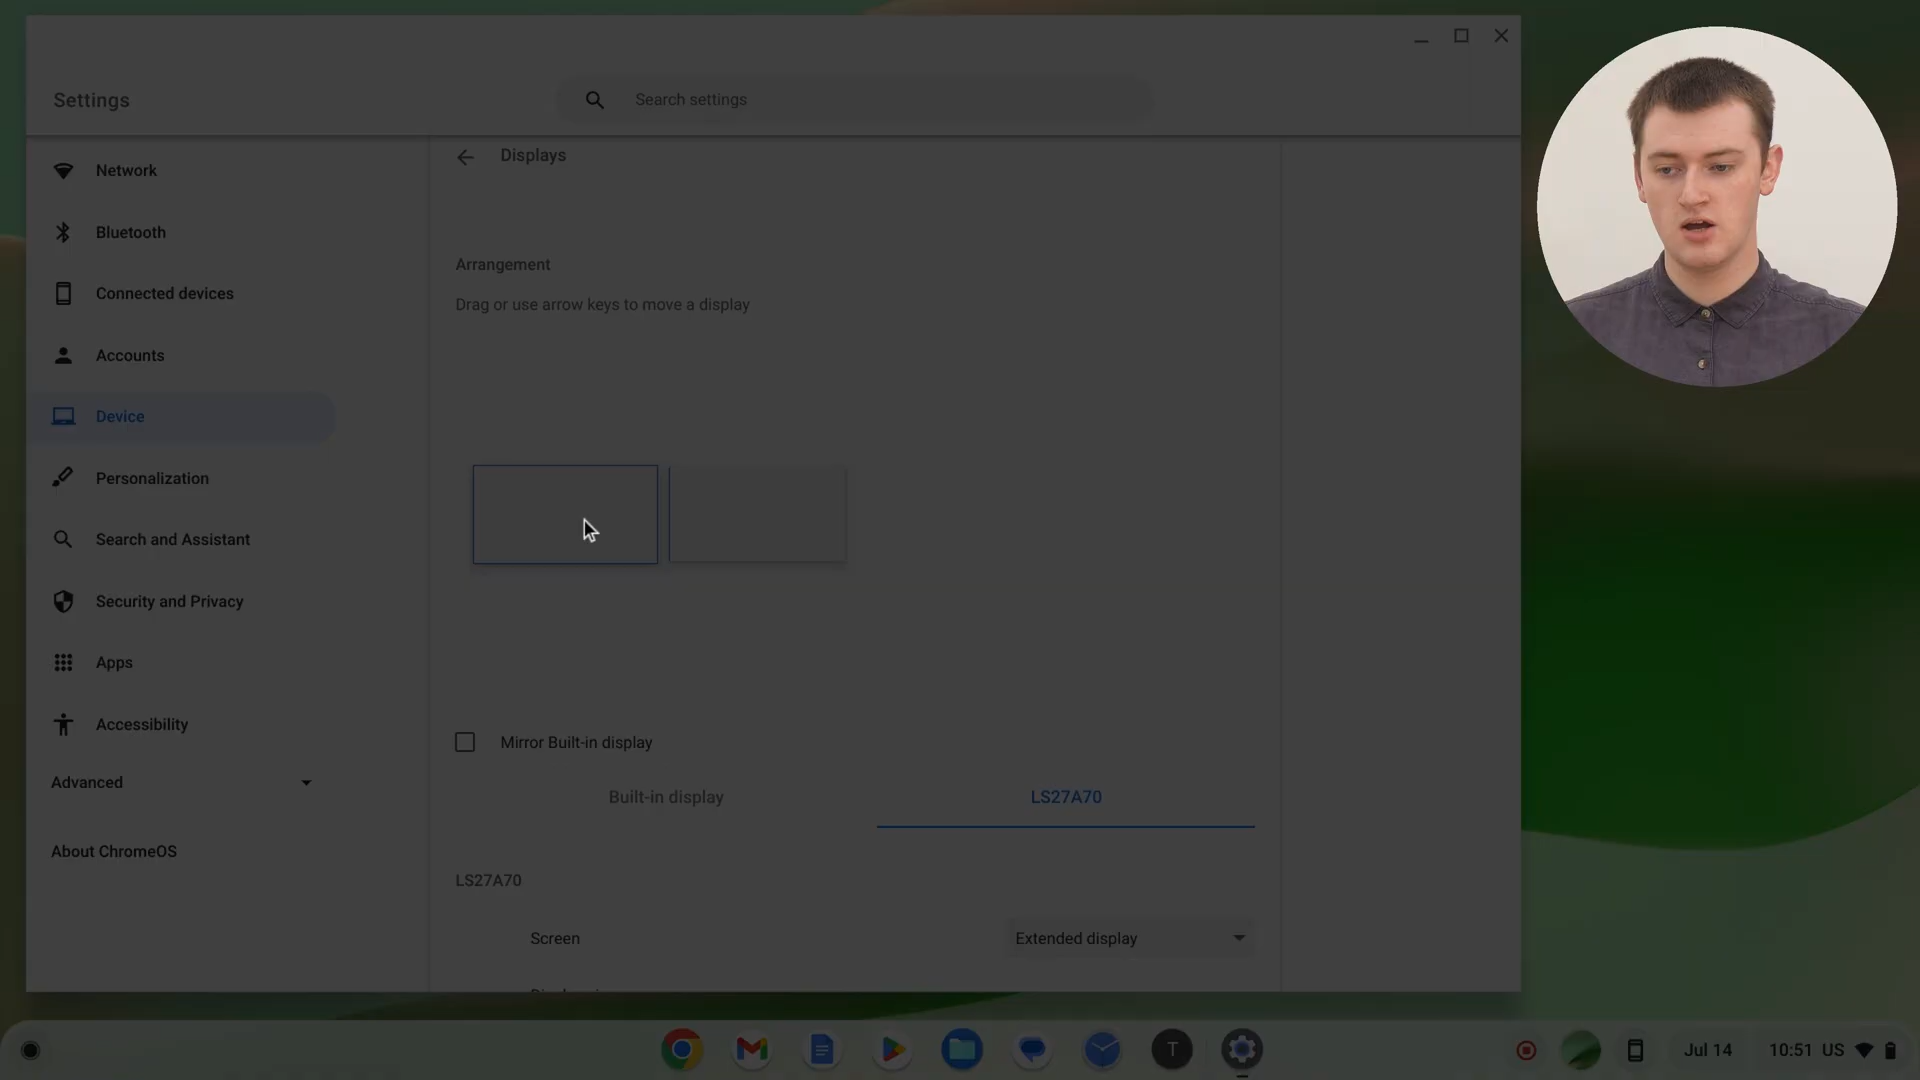 Settings
Search settings
Network
Bluetooth
Connected devices
Accounts
Device
Personalization
Search and Assistant
Security and Privacy
Apps
Accessibility
Advanced
About ChromeOS
Displays
Arrangement
Drag or use arrow keys to move a display
Mirror Built-in display
Built-in display LS27A70
LS27A70
Screen Extended display
T
Jul 14 10:51 US